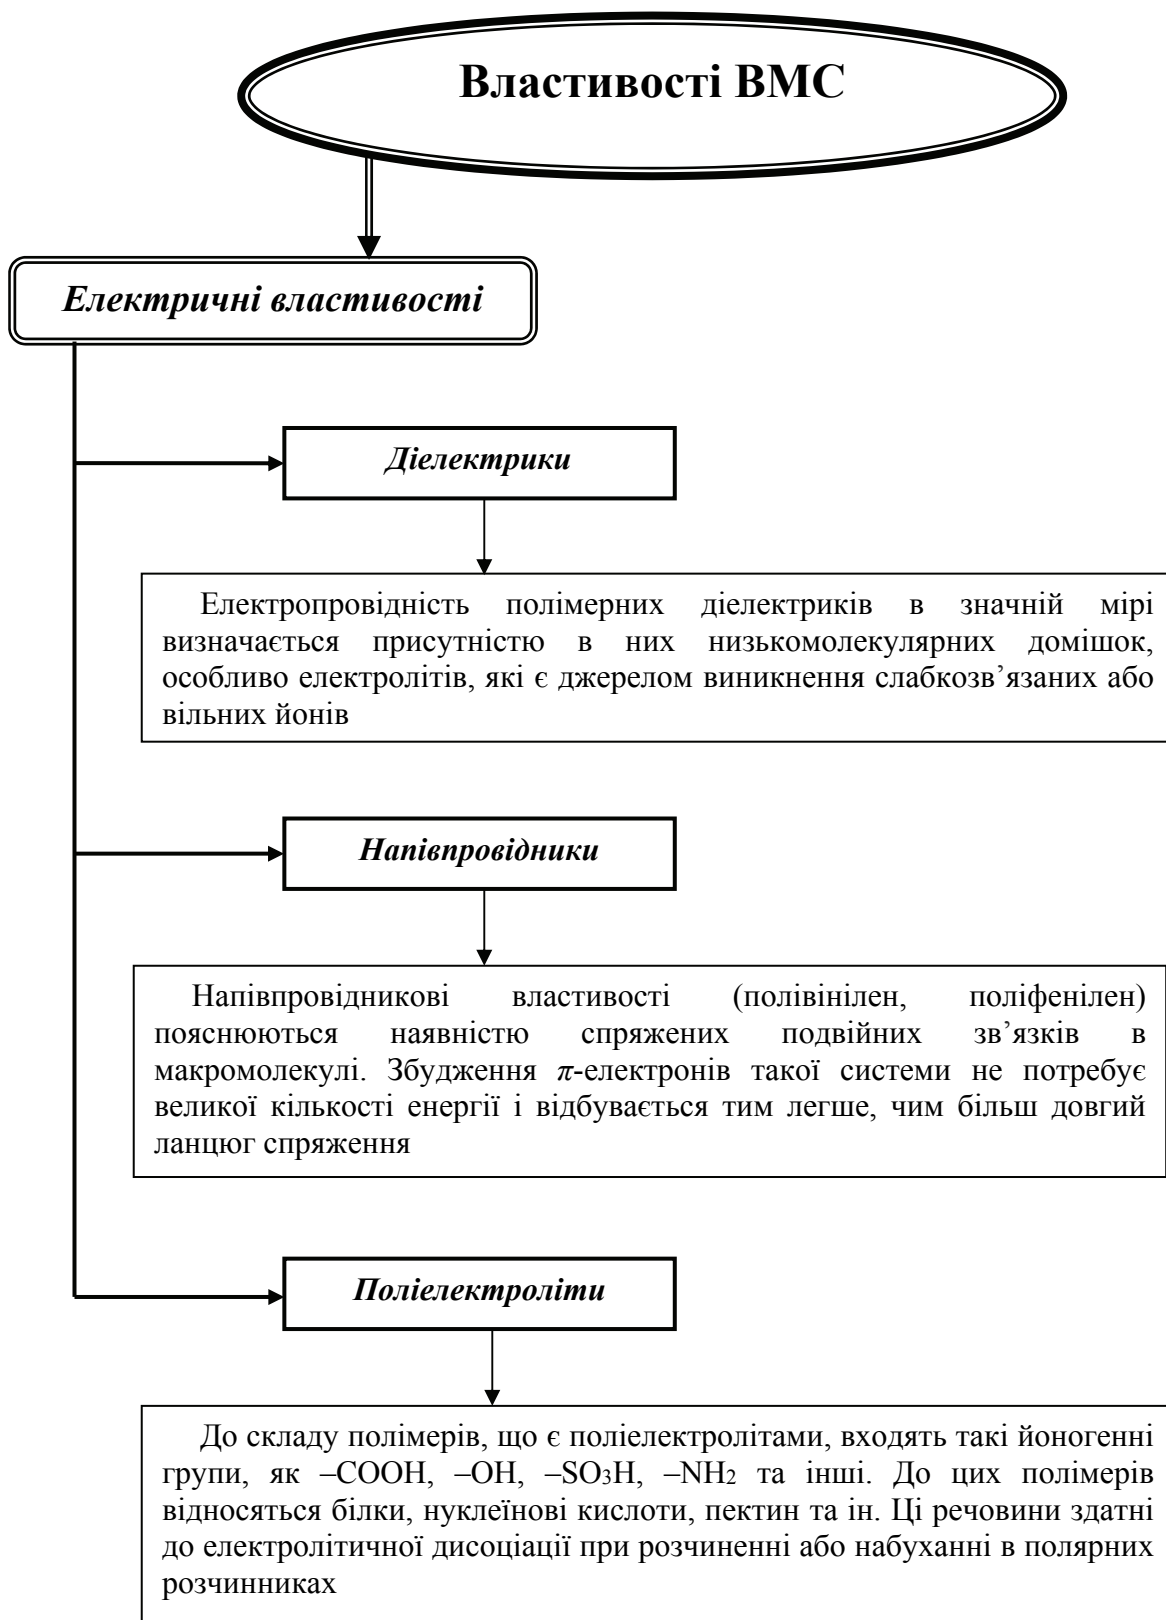 Властивості ВМС
Електричні властивості
Діелектрики
Електропровідність полімерних діелектриків в значній мірі
визначається присутністю в них низькомолекулярних домішок,
особливо електролітів, які є джерелом виникнення слабкозв’язаних або
вільних йонів
Напівпровідники
Напівпровідникові властивості (полівінілен, поліфенілен)
пояснюються наявністю спряжених подвійних зв’язків в
макромолекулі. Збудження π-електронів такої системи не потребує
великої кількості енергії і відбувається тим легше, чим більш довгий
ланцюг спряження
Поліелектроліти
До складу полімерів, що є поліелектролітами, входять такі йоногенні
групи, як –COOH, –OH, –SO₃H, –NH₂ та інші. До цих полімерів
відносяться білки, нуклеїнові кислоти, пектин та ін. Ці речовини здатні
до електролітичної дисоціації при розчиненні або набуханні в полярних
розчинниках